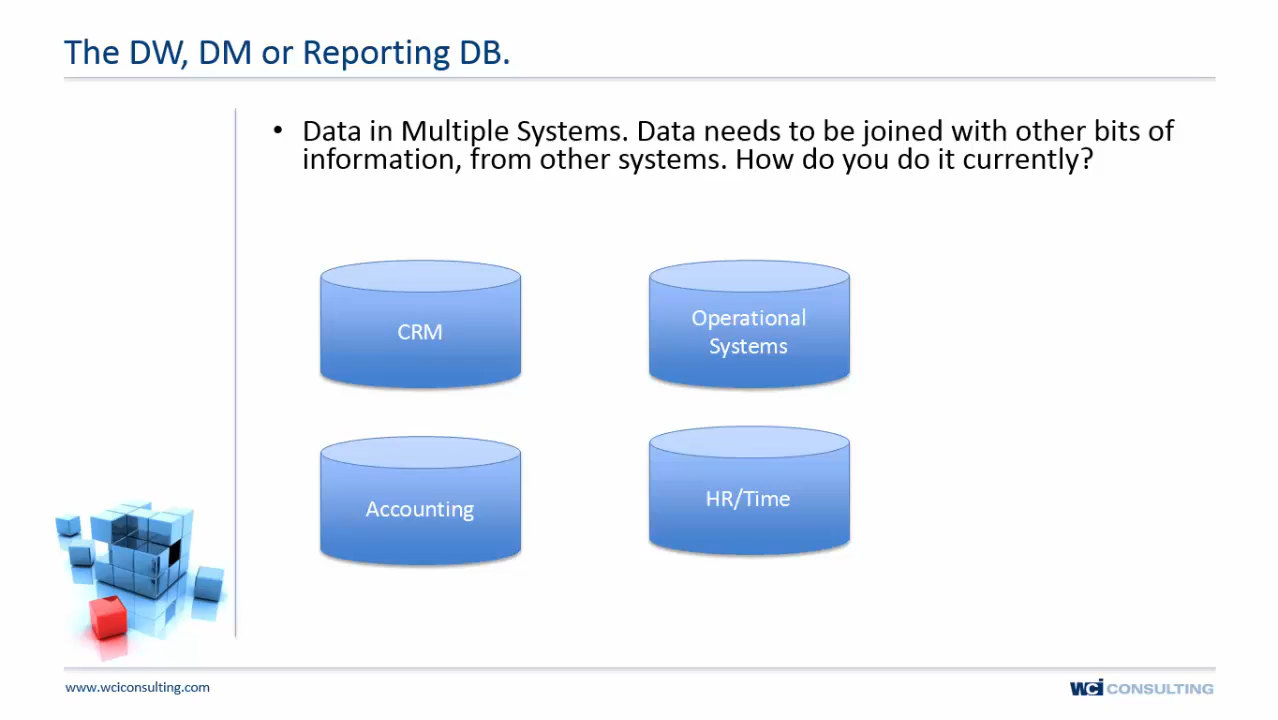 The DW, DM or Reporting DB.
• Data in Multiple Systems. Data needs to be joined with other bits of
information, from other systems. How do you do it currently?
CRM
Operational
Systems
Accounting
HR/Time
www.wciconsulting.com
WCI CONSULTING